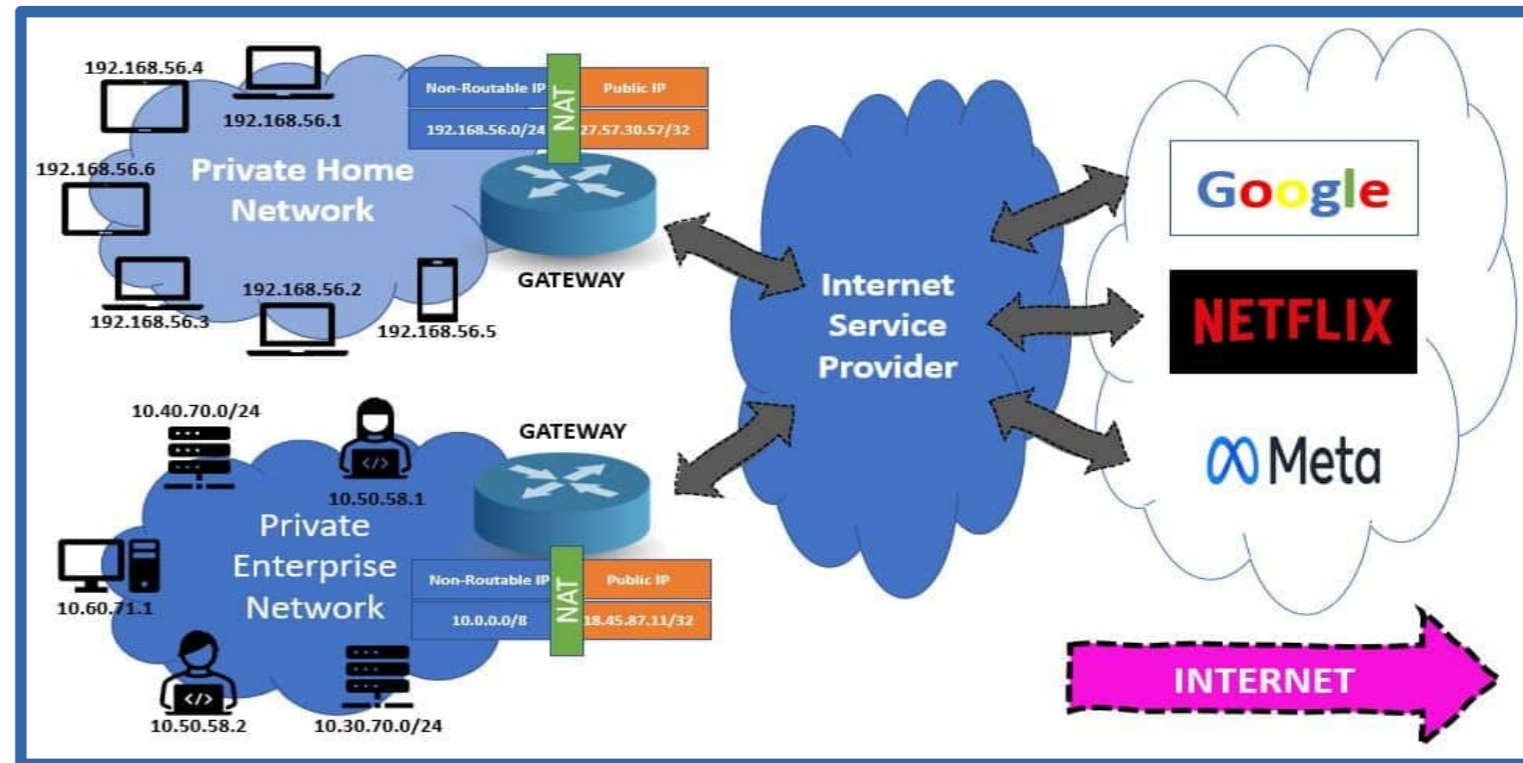 192.168.56.4
192.168.56.1
192.168.56.6
Private Home
Network
192.168.56.3
192.168.56.2
192.168.56.5
Non-Routable IP
NAT
Public IP
192.168.56.0/24
27.57.30.57/32
GATEWAY
10.40.70.0/24
10.50.58.1
Private
Enterprise
Network
10.60.71.1
10.50.58.2
10.30.70.0/24
GATEWAY
Non-Routable IP
NAT
Public IP
10.0.0.0/8
18.45.87.11/32
Internet
Service
Provider
Google
NETFLIX
Meta
INTERNET